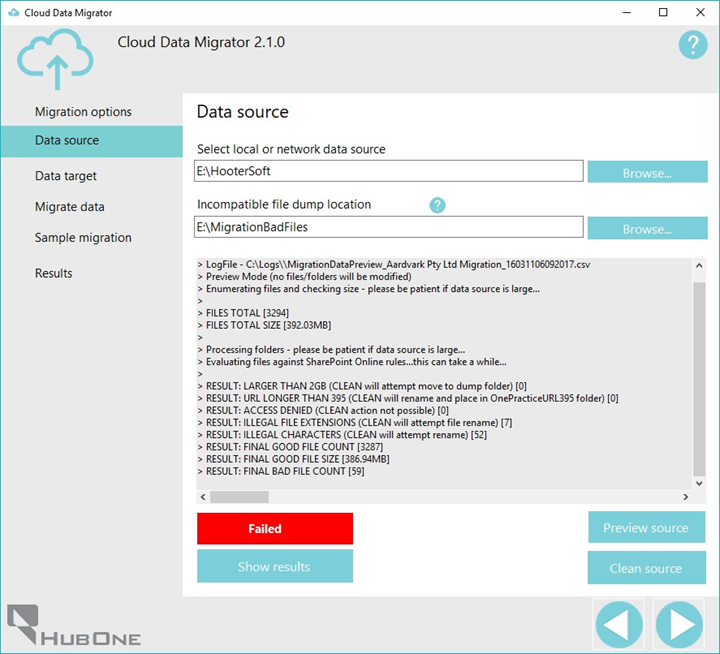 Cloud Data Migrator
Cloud Data Migrator 2.1.0
?
Migration options
Data source
Data target
Migrate data
Sample migration
Results
Data source
Select local or network data source
E:\HooterSoft
Browse...
Incompatible file dump location
?
E:\MigrationBadFiles
Browse...
> LogFile - C:\Logs\\MigrationDataPreview_Aardvark Pty Ltd Migration_16031106092017.csv
> Preview Mode (no files/folders will be modified)
> Enumerating files and checking size - please be patient if data source is large...
>
> FILES TOTAL [3294]
> FILES TOTAL SIZE [392.03MB]
>
> Processing folders - please be patient if data source is large...
> Evaluating files against SharePoint Online rules...this can take a while...
>
> RESULT: LARGER THAN 2GB (CLEAN will attempt move to dump folder) [0]
> RESULT: URL LONGER THAN 395 (CLEAN will rename and place in OnePracticeURL395 folder) [0]
> RESULT: ACCESS DENIED (CLEAN action not possible) [0]
> RESULT: ILLEGAL FILE EXTENSIONS (CLEAN will attempt file rename) [7]
> RESULT: ILLEGAL CHARACTERS (CLEAN will attempt rename) [52]
> RESULT: FINAL GOOD FILE COUNT [3287]
> RESULT: FINAL GOOD FILE SIZE [386.94MB]
> RESULT: FINAL BAD FILE COUNT [59]
Failed
Preview source
Show results
Clean source
HUBONE